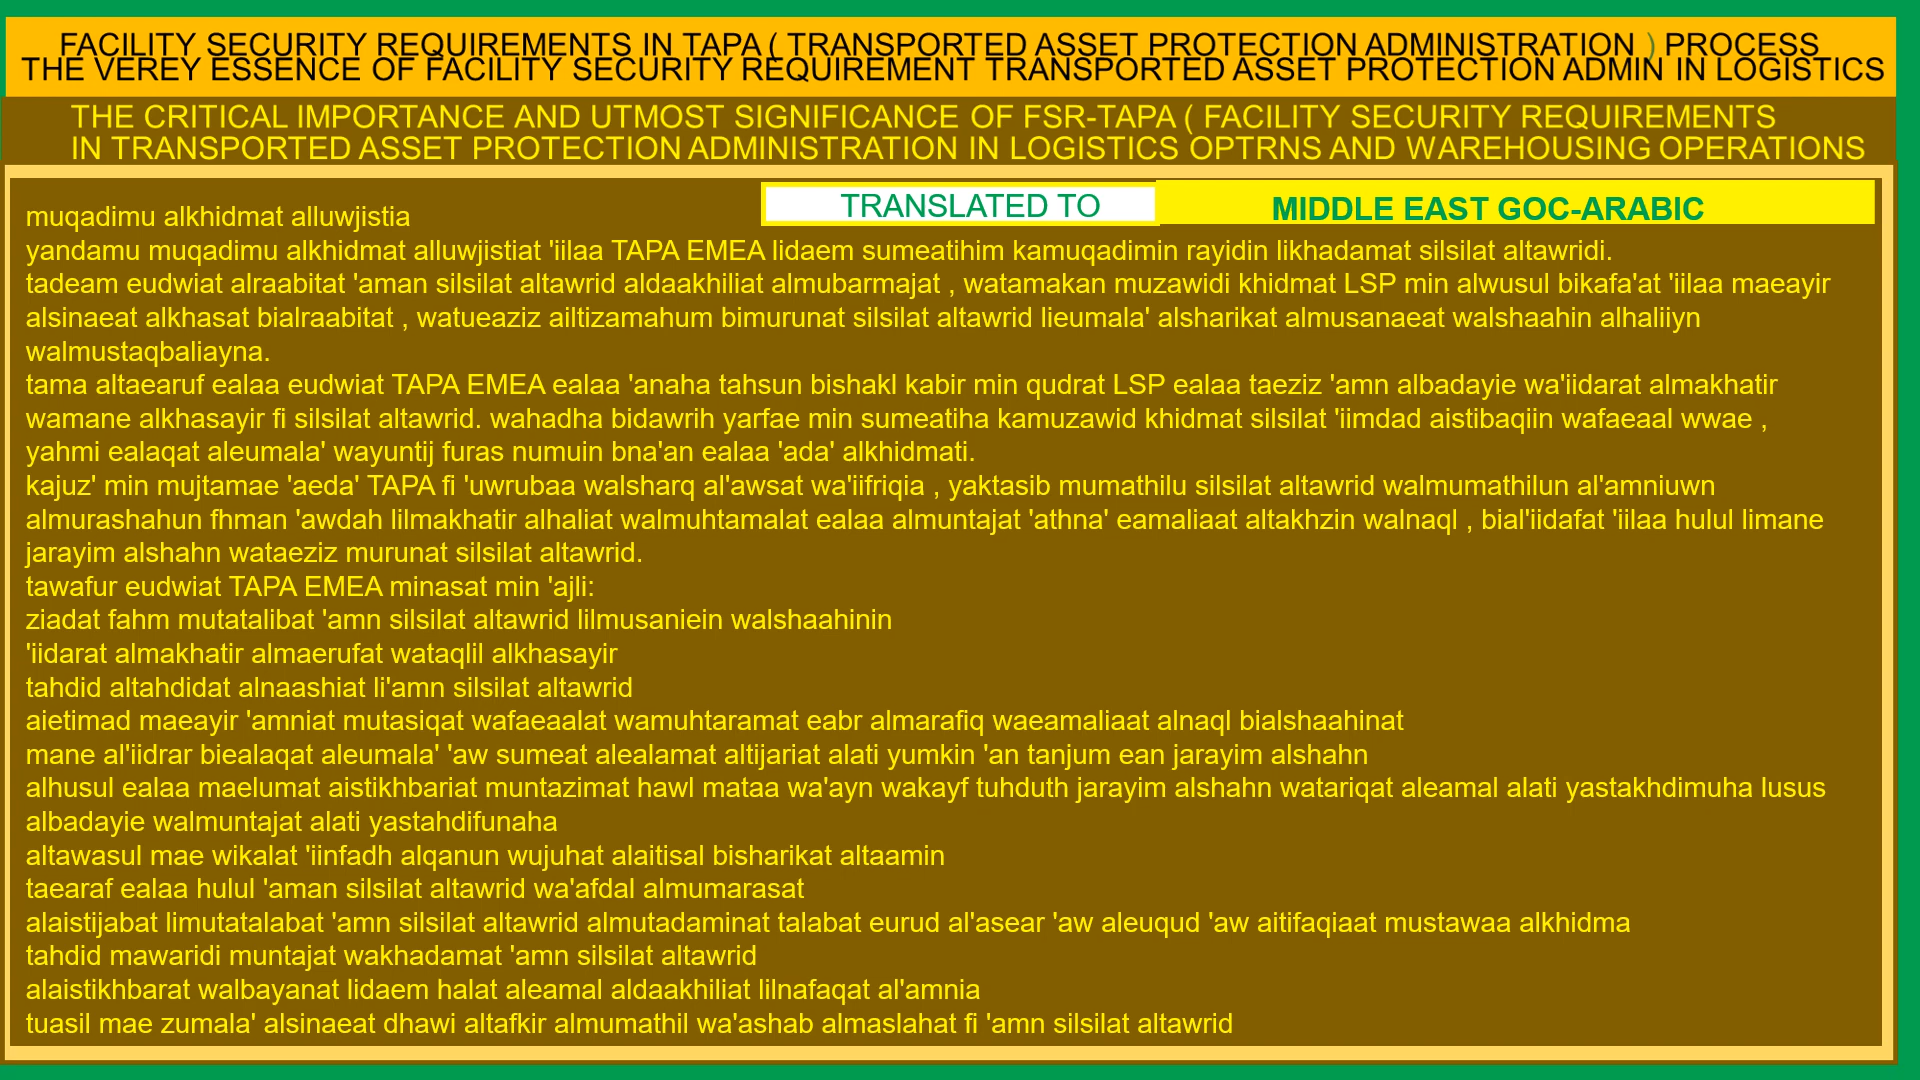 FACILITY SECURITY REQUIREMENTS IN TAPA ( TRANSPORTED ASSET PROTECTION ADMINISTRATION ) PROCESS
THE VEREY ESSENCE OF FACILITY SECURITY REQUIREMENT TRANSPORTED ASSET PROTECTION ADMIN IN LOGISTICS
THE CRITICAL IMPORTANCE AND UTMOST SIGNIFICANCE OF FSR-TAPA ( FACILITY SECURITY REQUIREMENTS
IN TRANSPORTED ASSET PROTECTION ADMINISTRATION IN LOGISTICS OPTRNS AND WAREHOUSING OPERATIONS
TRANSLATED TO
MIDDLE EAST GOC-ARABIC
muqadimu alkhidmat alluwjistia
yandamu muqadimu alkhidmat alluwjistiat 'iilaa TAPA EMEA lidaem sumeatihim kamuqadimin rayidin likhadamat silsilat altawridi.
tadeam eudwiat alraabitat 'aman silsilat altawrid aldaakhiliat almubarmajat , watamakan muzawidi khidmat LSP min alwusul bikafa'at 'iilaa maeayir
alsinaeat alkhasat bialraabitat , watueaziz ailtizamahum bimurunat silsilat altawrid lieumala' alsharikat almusanaeat walshaahin alhaliiyn
walmustaqbaliayna.
tama altaearuf ealaa eudwiat TAPA EMEA ealaa 'anaha tahsun bishakl kabir min qudrat LSP ealaa taeziz 'amn albadayie wa'iidarat almakhatir
wamane alkhasayir fi silsilat altawrid. wahadha bidawrih yarfae min sumeatiha kamuzawid khidmat silsilat 'iimdad aistibaqiin wafaeaal wwae ,
yahmi ealaqat aleumala' wayuntij furas numuin bna'an ealaa 'ada' alkhidmati.
kajuz' min mujtamae 'aeda' TAPA fi 'uwrubaa walsharq al'awsat wa'iifriqia , yaktasib mumathilu silsilat altawrid walmumathilun al'amniuwn
almurashahun fhman 'awdah lilmakhatir alhaliat walmuhtamalat ealaa almuntajat 'athna' eamaliaat altakhzin walnaql , bial'iidafat 'iilaa hulul limane
jarayim alshahn wataeziz murunat silsilat altawrid.
tawafur eudwiat TAPA EMEA minasat min 'ajli:
ziadat fahm mutatalibat 'amn silsilat altawrid lilmusaniein walshaahinin
'iidarat almakhatir almaerufat wataqlil alkhasayir
tahdid altahdidat alnaashiat li'amn silsilat altawrid
aietimad maeayir 'amniat mutasiqat wafaeaalat wamuhtaramat eabr almarafiq waeamaliaat alnaql bialshaahinat
mane al'iidrar biealaqat aleumala' 'aw sumeat alealamat altijariat alati yumkin 'an tanjum ean jarayim alshahn
alhusul ealaa maelumat aistikhbariat muntazimat hawl mataa wa'ayn wakayf tuhduth jarayim alshahn watariqat aleamal alati yastakhdimuha lusus
albadayie walmuntajat alati yastahdifunaha
altawasul mae wikalat 'iinfadh alqanun wujuhat alaitisal bisharikat altaamin
taearaf ealaa hulul 'aman silsilat altawrid wa'afdal almumarasat
alaistijabat limutatalabat 'amn silsilat altawrid almutadaminat talabat eurud al'asear 'aw aleuqud 'aw aitifaqiaat mustawaa alkhidma
tahdid mawaridi muntajat wakhadamat 'amn silsilat altawrid
alaistikhbarat walbayanat lidaem halat aleamal aldaakhiliat lilnafaqat al'amnia
tuasil mae zumala' alsinaeat dhawi altafkir almumathil wa'ashab almaslahat fi 'amn silsilat altawrid